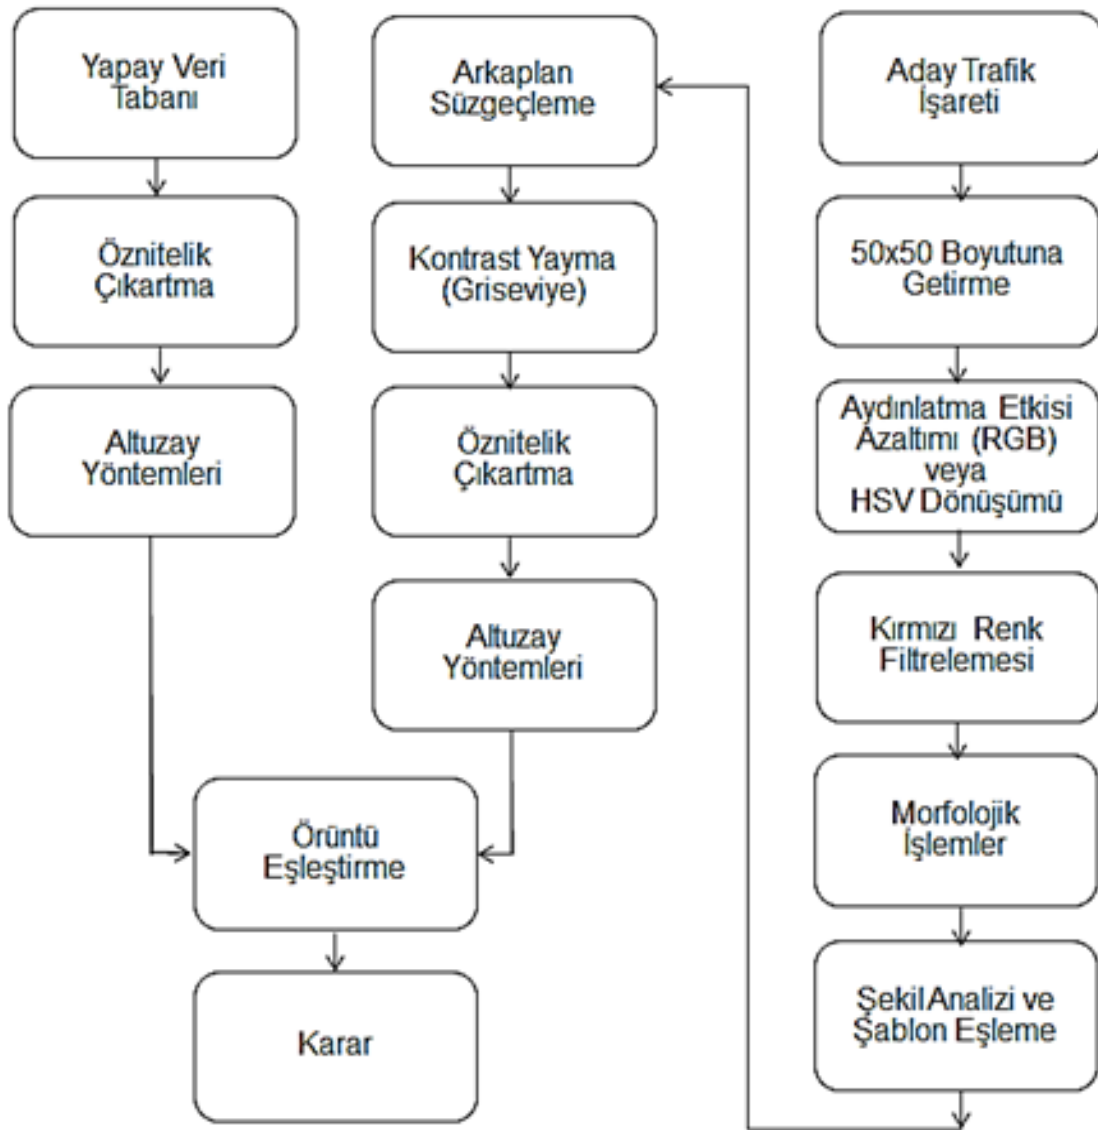 Yapay Veri
Tabanı
Öznitelik
Çıkartma
Altuzay
Yöntemleri
Arkaplan
Süzgeçleme
Kontrast Yayma
(Griseviye)
Öznitelik
Çıkartma
Altuzay
Yöntemleri
Örüntü
Eşleştirme
Karar
Aday Trafik
İşareti
50x50 Boyutuna
Getirme
Aydınlatma Etkisi
Azaltımı (RGB)
veya
HSV Dönüşümü
Kırmızı Renk
Filtrelemesi
Morfolojik
İşlemler
Şekil Analizi ve
Şablon Eşleme